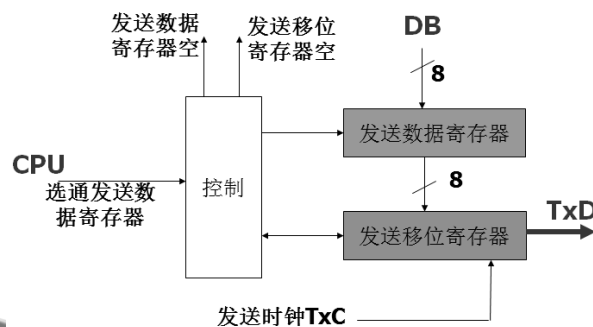 发送数据
寄存器空
发送移位
寄存器空
DB
8
发送数据寄存器
CPU
选通发送数
据寄存器
控制
8
TxD
发送移位寄存器
发送时钟TxC